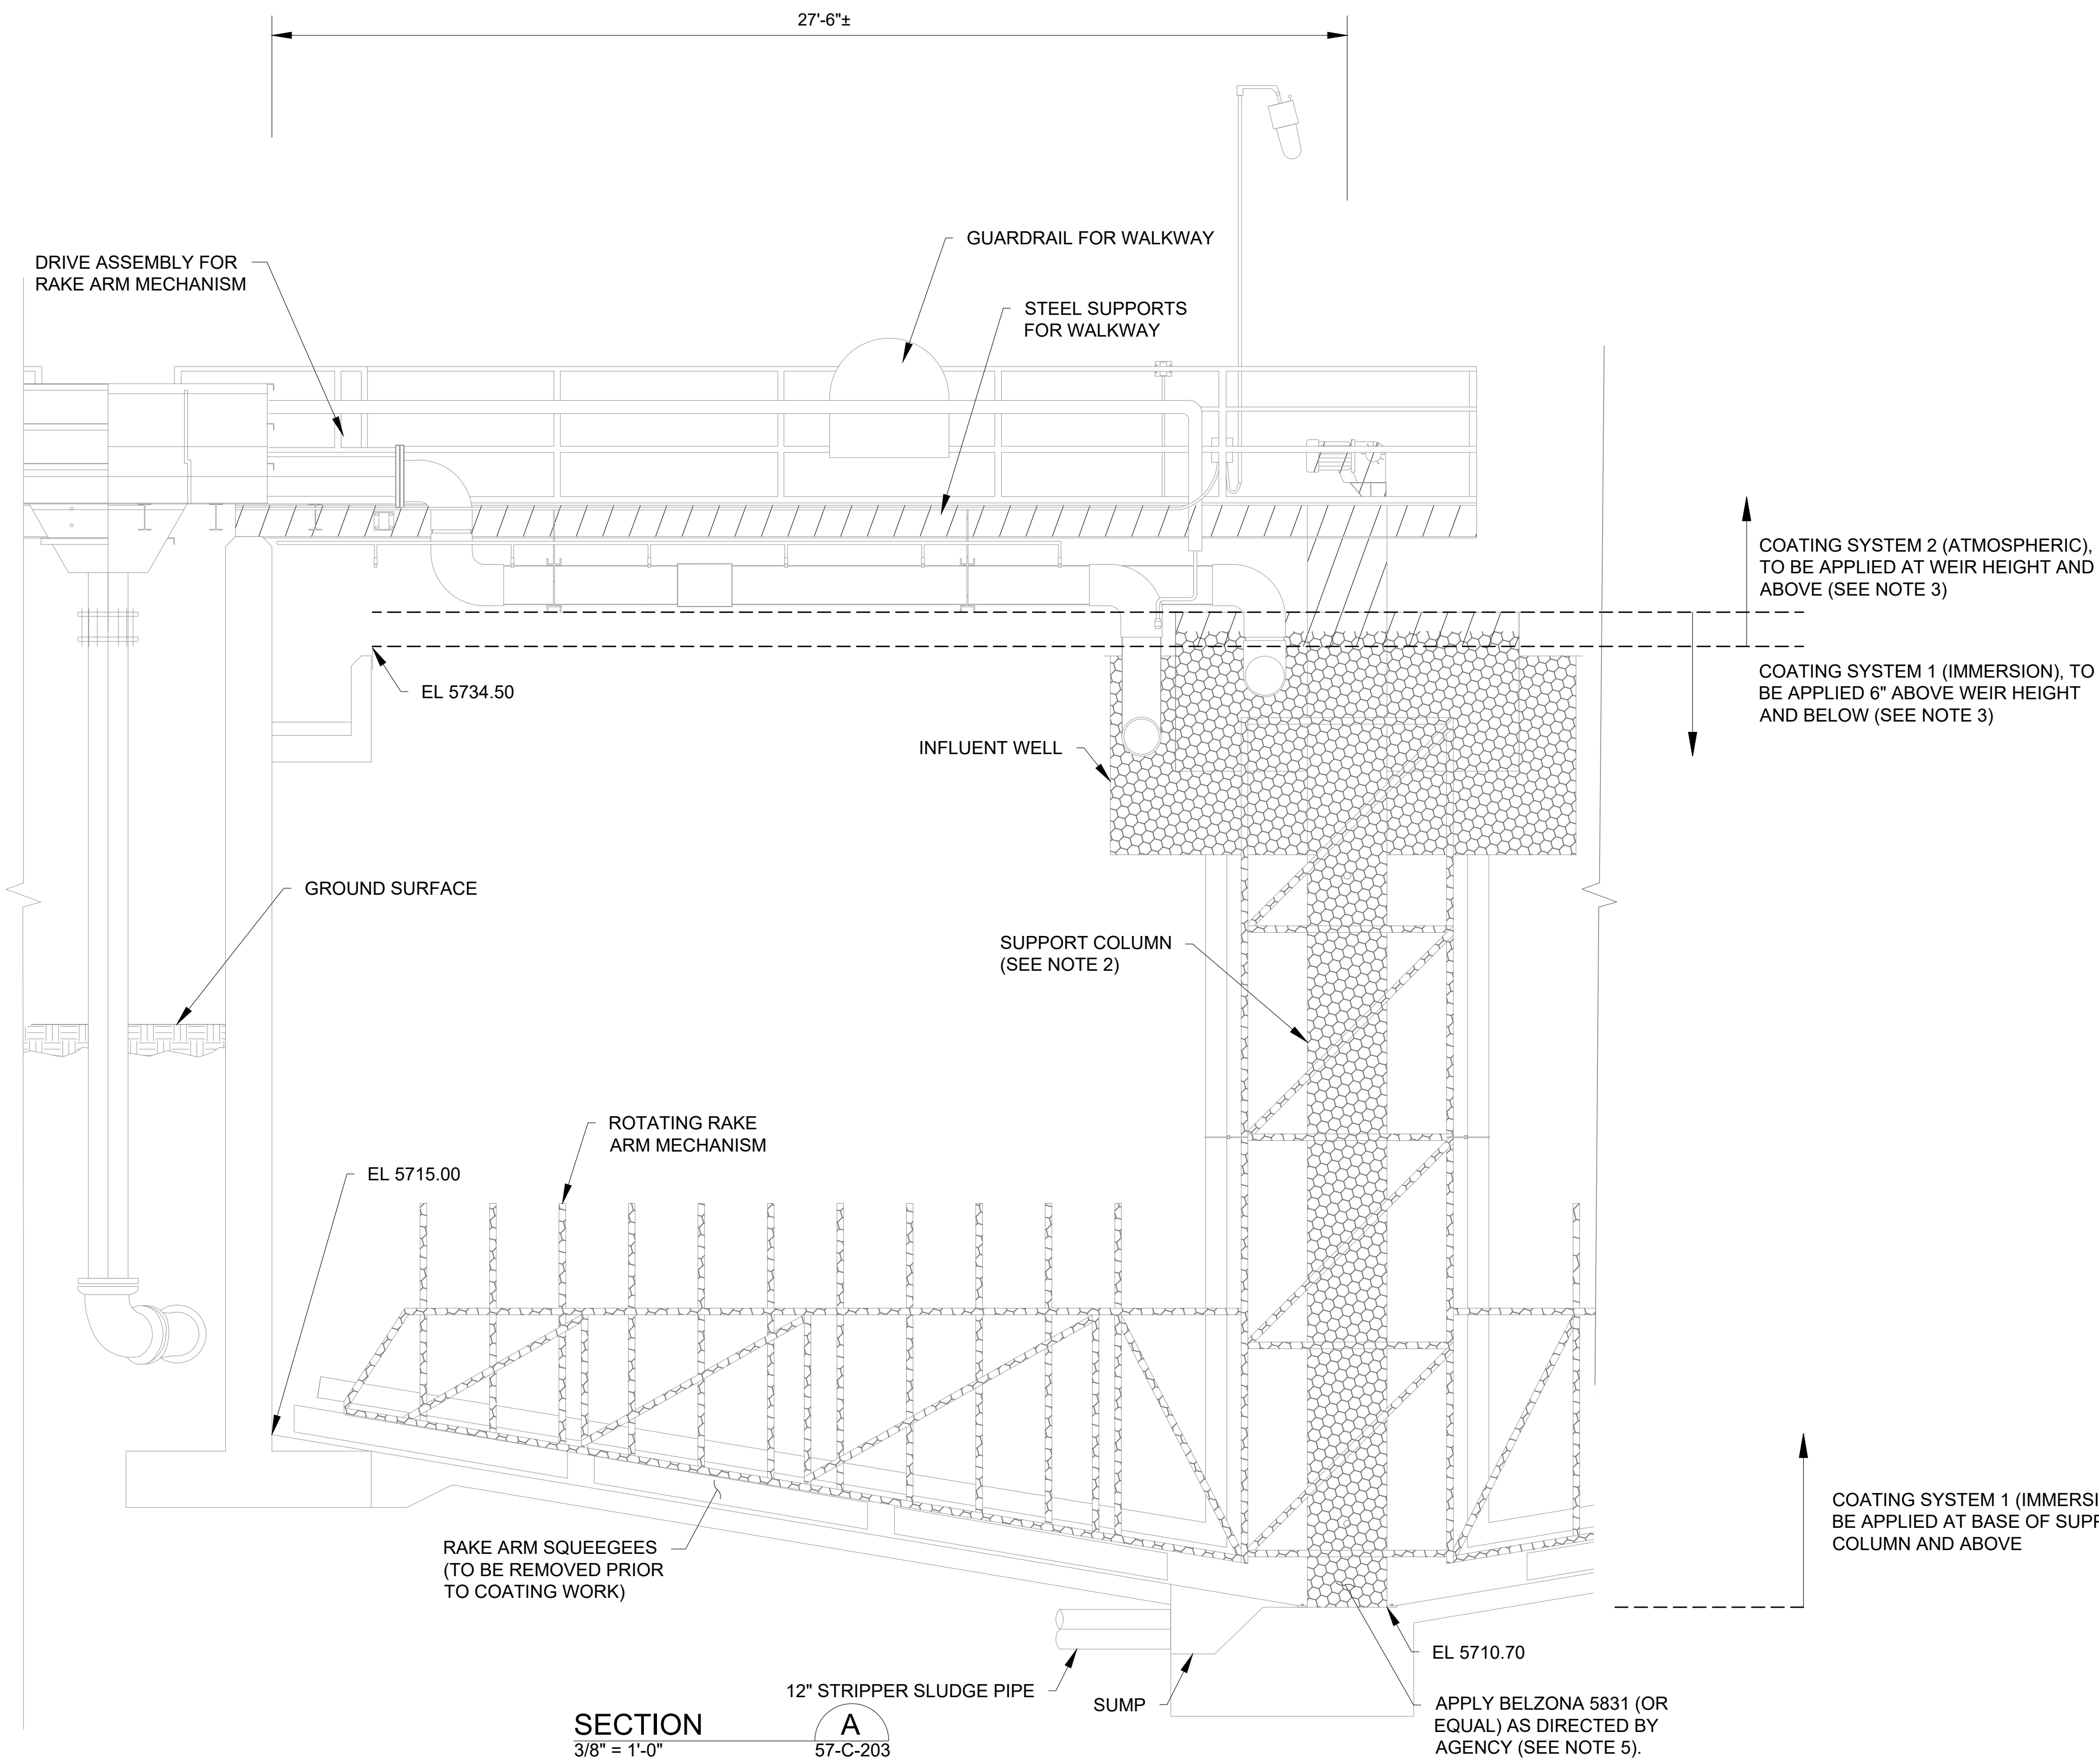 27'-6"±
GUARDRAIL FOR WALKWAY
DRIVE ASSEMBLY FOR
RAKE ARM MECHANISM
STEEL SUPPORTS
FOR WALKWAY
COATING SYSTEM 2 (ATMOSPHERIC),
TO BE APPLIED AT WEIR HEIGHT AND
ABOVE (SEE NOTE 3)
COATING SYSTEM 1 (IMMERSION), TO
BE APPLIED 6" ABOVE WEIR HEIGHT
AND BELOW (SEE NOTE 3)
EL 5734.50
INFLUENT WELL
GROUND SURFACE
SUPPORT COLUMN
(SEE NOTE 2)
ROTATING RAKE
ARM MECHANISM
EL 5715.00
COATING SYSTEM 1 (IMMERSI
BE APPLIED AT BASE OF SUPP
COLUMN AND ABOVE
RAKE ARM SQUEEGEES
(TO BE REMOVED PRIOR
TO COATING WORK)
EL 5710.70
12" STRIPPER SLUDGE PIPE
SUMP
APPLY BELZONA 5831 (OR
EQUAL) AS DIRECTED BY
AGENCY (SEE NOTE 5).
SECTION A
3/8" = 1'-0" 57-C-203